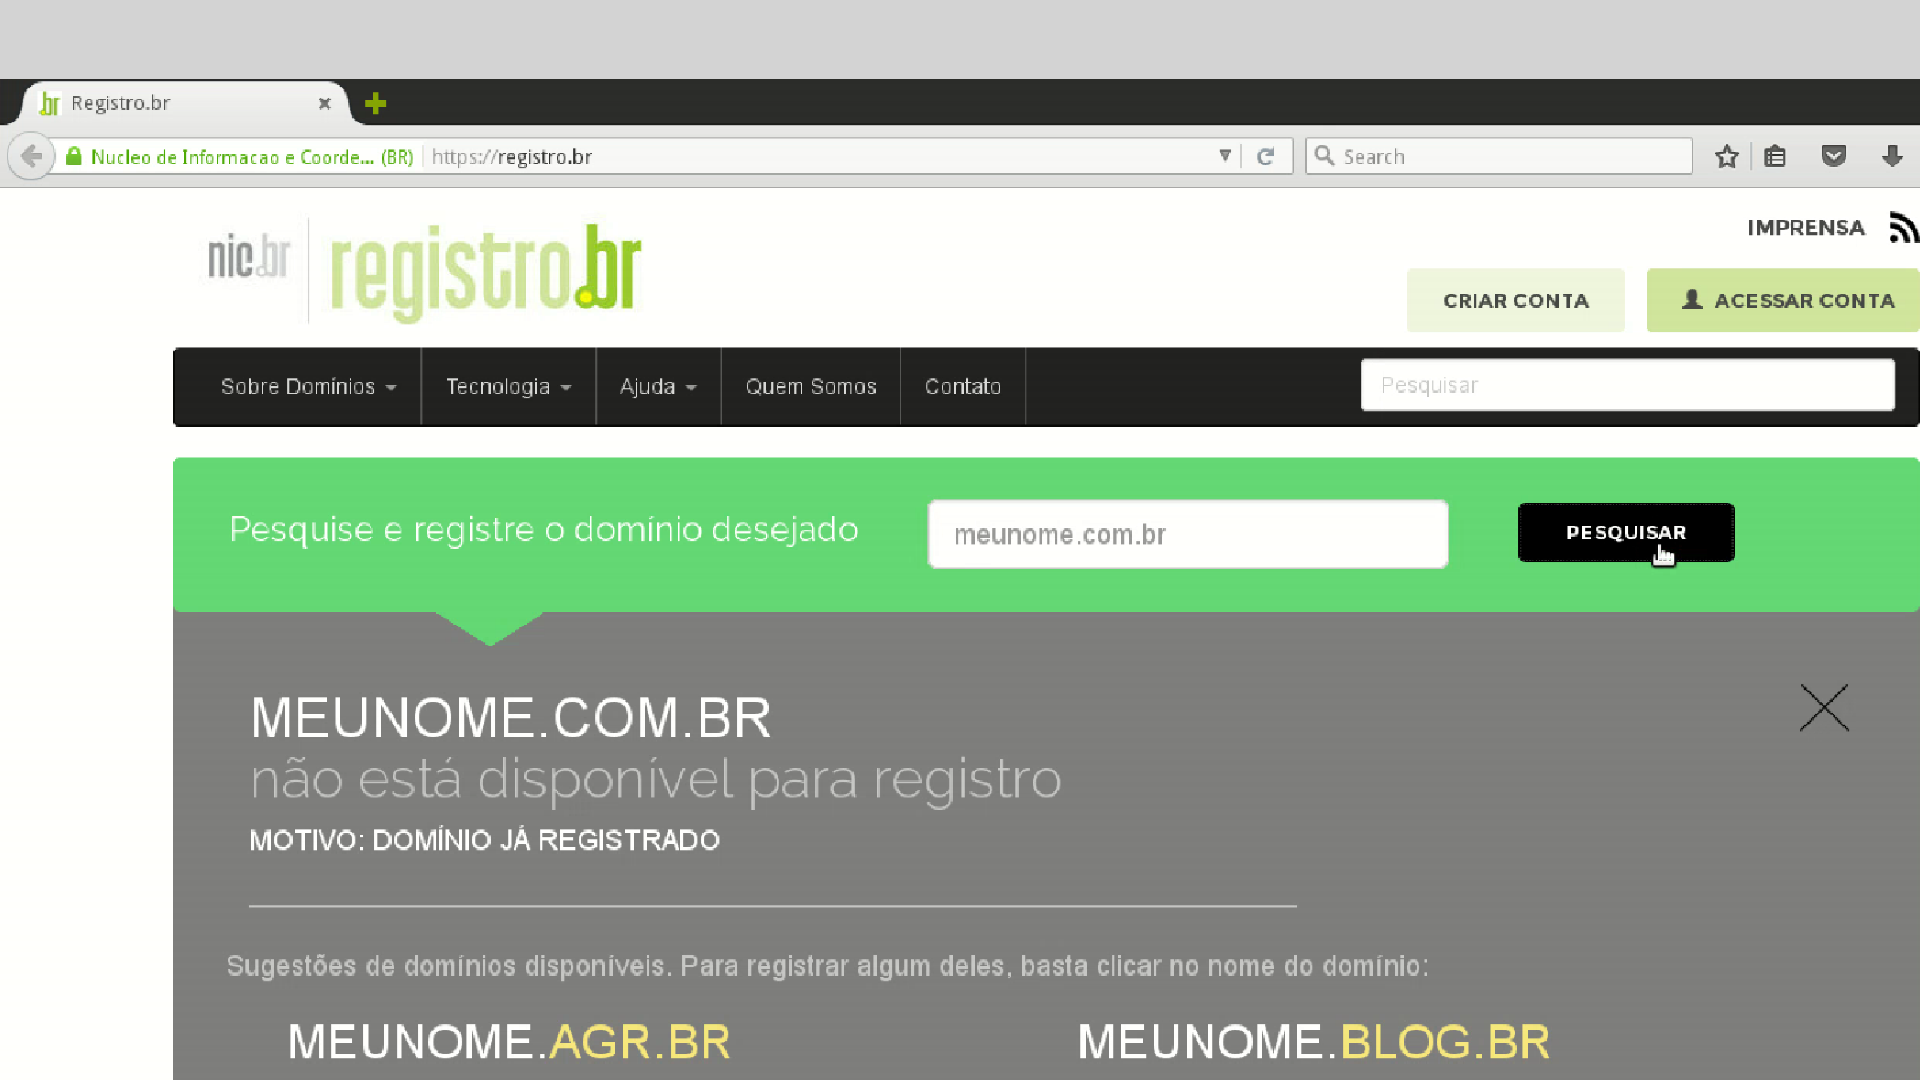 .br Registro.br
Nucleo de Informacao e Coorde... (BR) https://registro.br Search
IMPRENSA
nic.br registro.br
CRIAR CONTA ACESSAR CONTA
Sobre Domínios Tecnologia Ajuda Quem Somos Contato Pesquisar
Pesquise e registre o domínio desejado meunome.com.br PESQUISAR
MEUNOME.COM.BR
não está disponível para registro
MOTIVO: DOMÍNIO JÁ REGISTRADO
Sugestões de domínios disponíveis. Para registrar algum deles, basta clicar no nome do domínio:
MEUNOME.AGR.BR MEUNOME.BLOG.BR